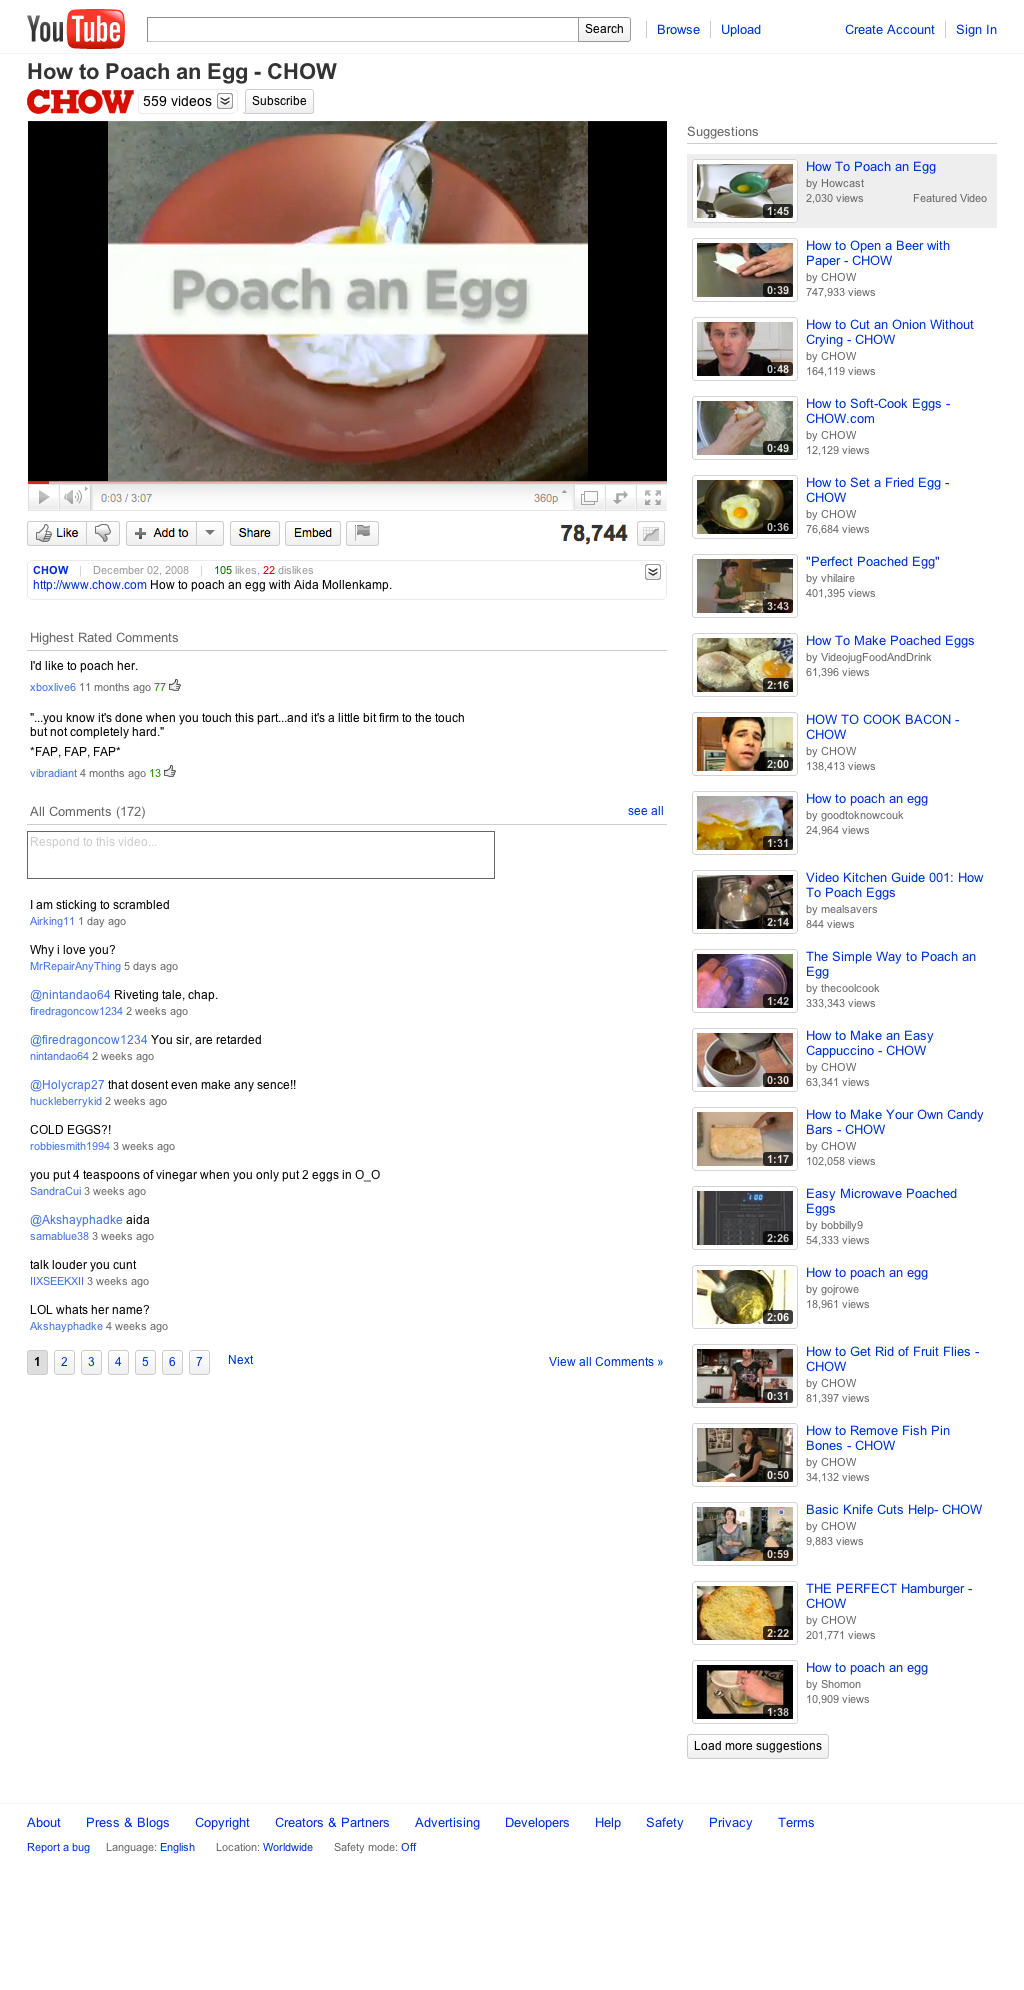 YouTube
Search
Browse
Upload
Create Account
Sign In
How to Poach an Egg - CHOW
CHOW
559 videos
Subscribe
Poach an Egg
0:03 / 3:07
360p
Like
Add to
Share
Embed
78,744
CHOW
December 02, 2008
105 likes, 22 dislikes
http://www.chow.com How to poach an egg with Aida Mollenkamp.
Highest Rated Comments
I'd like to poach her.
xboxlive6 11 months ago 77
"...you know it's done when you touch this part...and it's a little bit firm to the touch
but not completely hard."
*FAP, FAP, FAP*
vibradiant 4 months ago 13
All Comments (172)
see all
Respond to this video...
I am sticking to scrambled
Airking11 1 day ago
Why i love you?
MrRepairAnyThing 5 days ago
@nintandao64 Riveting tale, chap.
firedragoncow1234 2 weeks ago
@firedragoncow1234 You sir, are retarded
nintandao64 2 weeks ago
@Holycrap27 that dosent even make any sence!!
huckleberrykid 2 weeks ago
COLD EGGS?!
robbiesmith1994 3 weeks ago
you put 4 teaspoons of vinegar when you only put 2 eggs in O_O
SandraCui 3 weeks ago
@Akshayphadke aida
samablue38 3 weeks ago
talk louder you cunt
IIXSEEKXII 3 weeks ago
LOL whats her name?
Akshayphadke 4 weeks ago
1 2 3 4 5 6 7 Next
View all Comments »
Suggestions
1:45
How To Poach an Egg
by Howcast
2,030 views
Featured Video
0:39
How to Open a Beer with
Paper - CHOW
by CHOW
747,933 views
0:48
How to Cut an Onion Without
Crying - CHOW
by CHOW
164,119 views
0:49
How to Soft-Cook Eggs -
CHOW.com
by CHOW
12,129 views
0:36
How to Set a Fried Egg -
CHOW
by CHOW
76,684 views
3:43
"Perfect Poached Egg"
by vhilaire
401,395 views
2:16
How To Make Poached Eggs
by VideojugFoodAndDrink
61,396 views
2:00
HOW TO COOK BACON -
CHOW
by CHOW
138,413 views
1:31
How to poach an egg
by goodtoknowcouk
24,964 views
2:14
Video Kitchen Guide 001: How
To Poach Eggs
by mealsavers
844 views
1:42
The Simple Way to Poach an
Egg
by thecoolcook
333,343 views
0:30
How to Make an Easy
Cappuccino - CHOW
by CHOW
63,341 views
1:17
How to Make Your Own Candy
Bars - CHOW
by CHOW
102,058 views
2:26
Easy Microwave Poached
Eggs
by bobbilly9
54,333 views
2:06
How to poach an egg
by gojrowe
18,961 views
0:31
How to Get Rid of Fruit Flies -
CHOW
by CHOW
81,397 views
0:50
How to Remove Fish Pin
Bones - CHOW
by CHOW
34,132 views
0:59
Basic Knife Cuts Help- CHOW
by CHOW
9,883 views
2:22
THE PERFECT Hamburger -
CHOW
by CHOW
201,771 views
1:38
How to poach an egg
by Shomon
10,909 views
Load more suggestions
About
Press & Blogs
Copyright
Creators & Partners
Advertising
Developers
Help
Safety
Privacy
Terms
Report a bug
Language: English
Location: Worldwide
Safety mode: Off